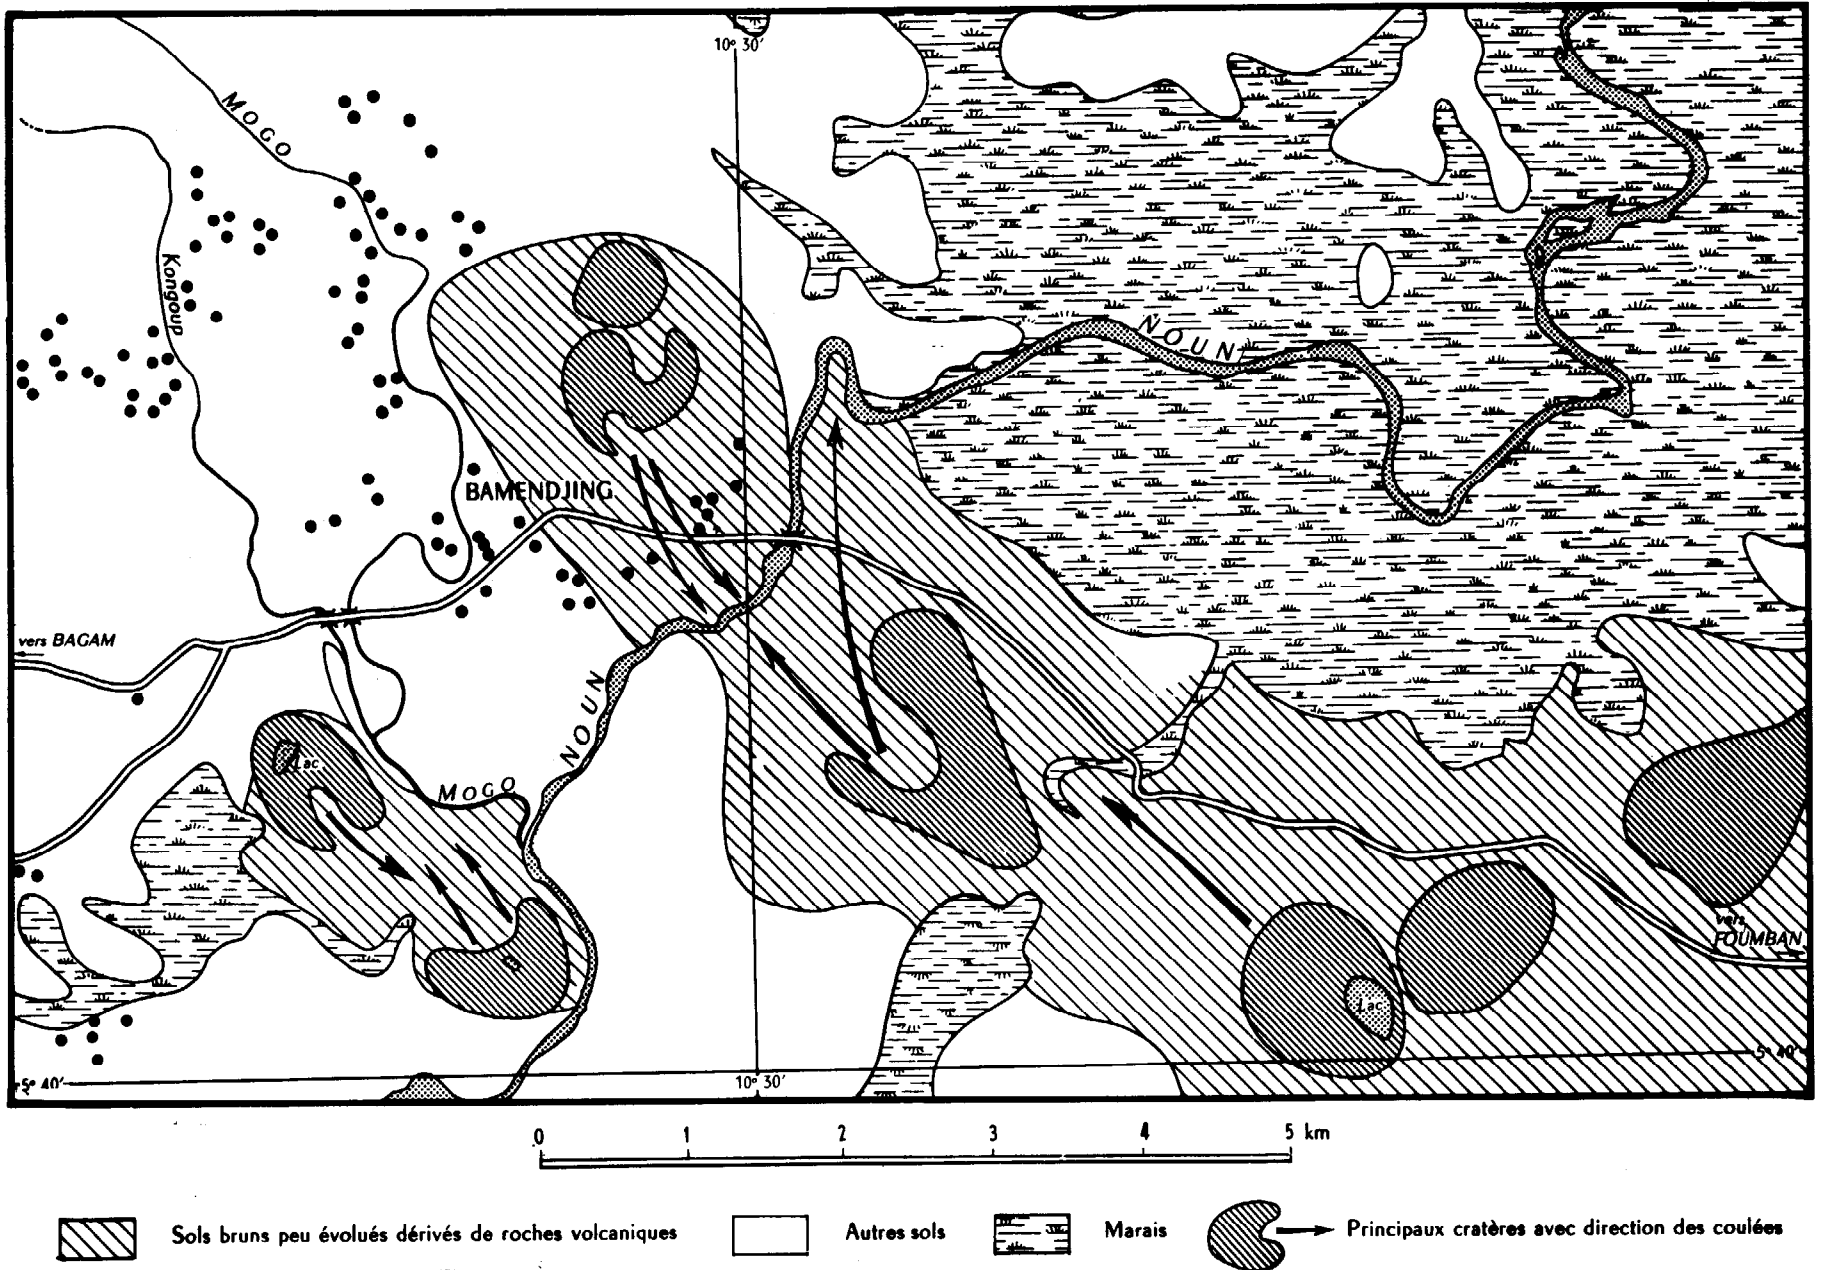 10° 30'
MOGO
Kongoup
NOUN
BAMENDJING
vers BAGAM
NOUN
Lac
MOGO
vers
FOUMBAN
Lac
5° 40'
5° 40'
10° 30'
0 1 2 3 4 5 km
Sols bruns peu évolués dérivés de roches volcaniques
Autres sols
Marais
Principaux cratères avec direction des coulées